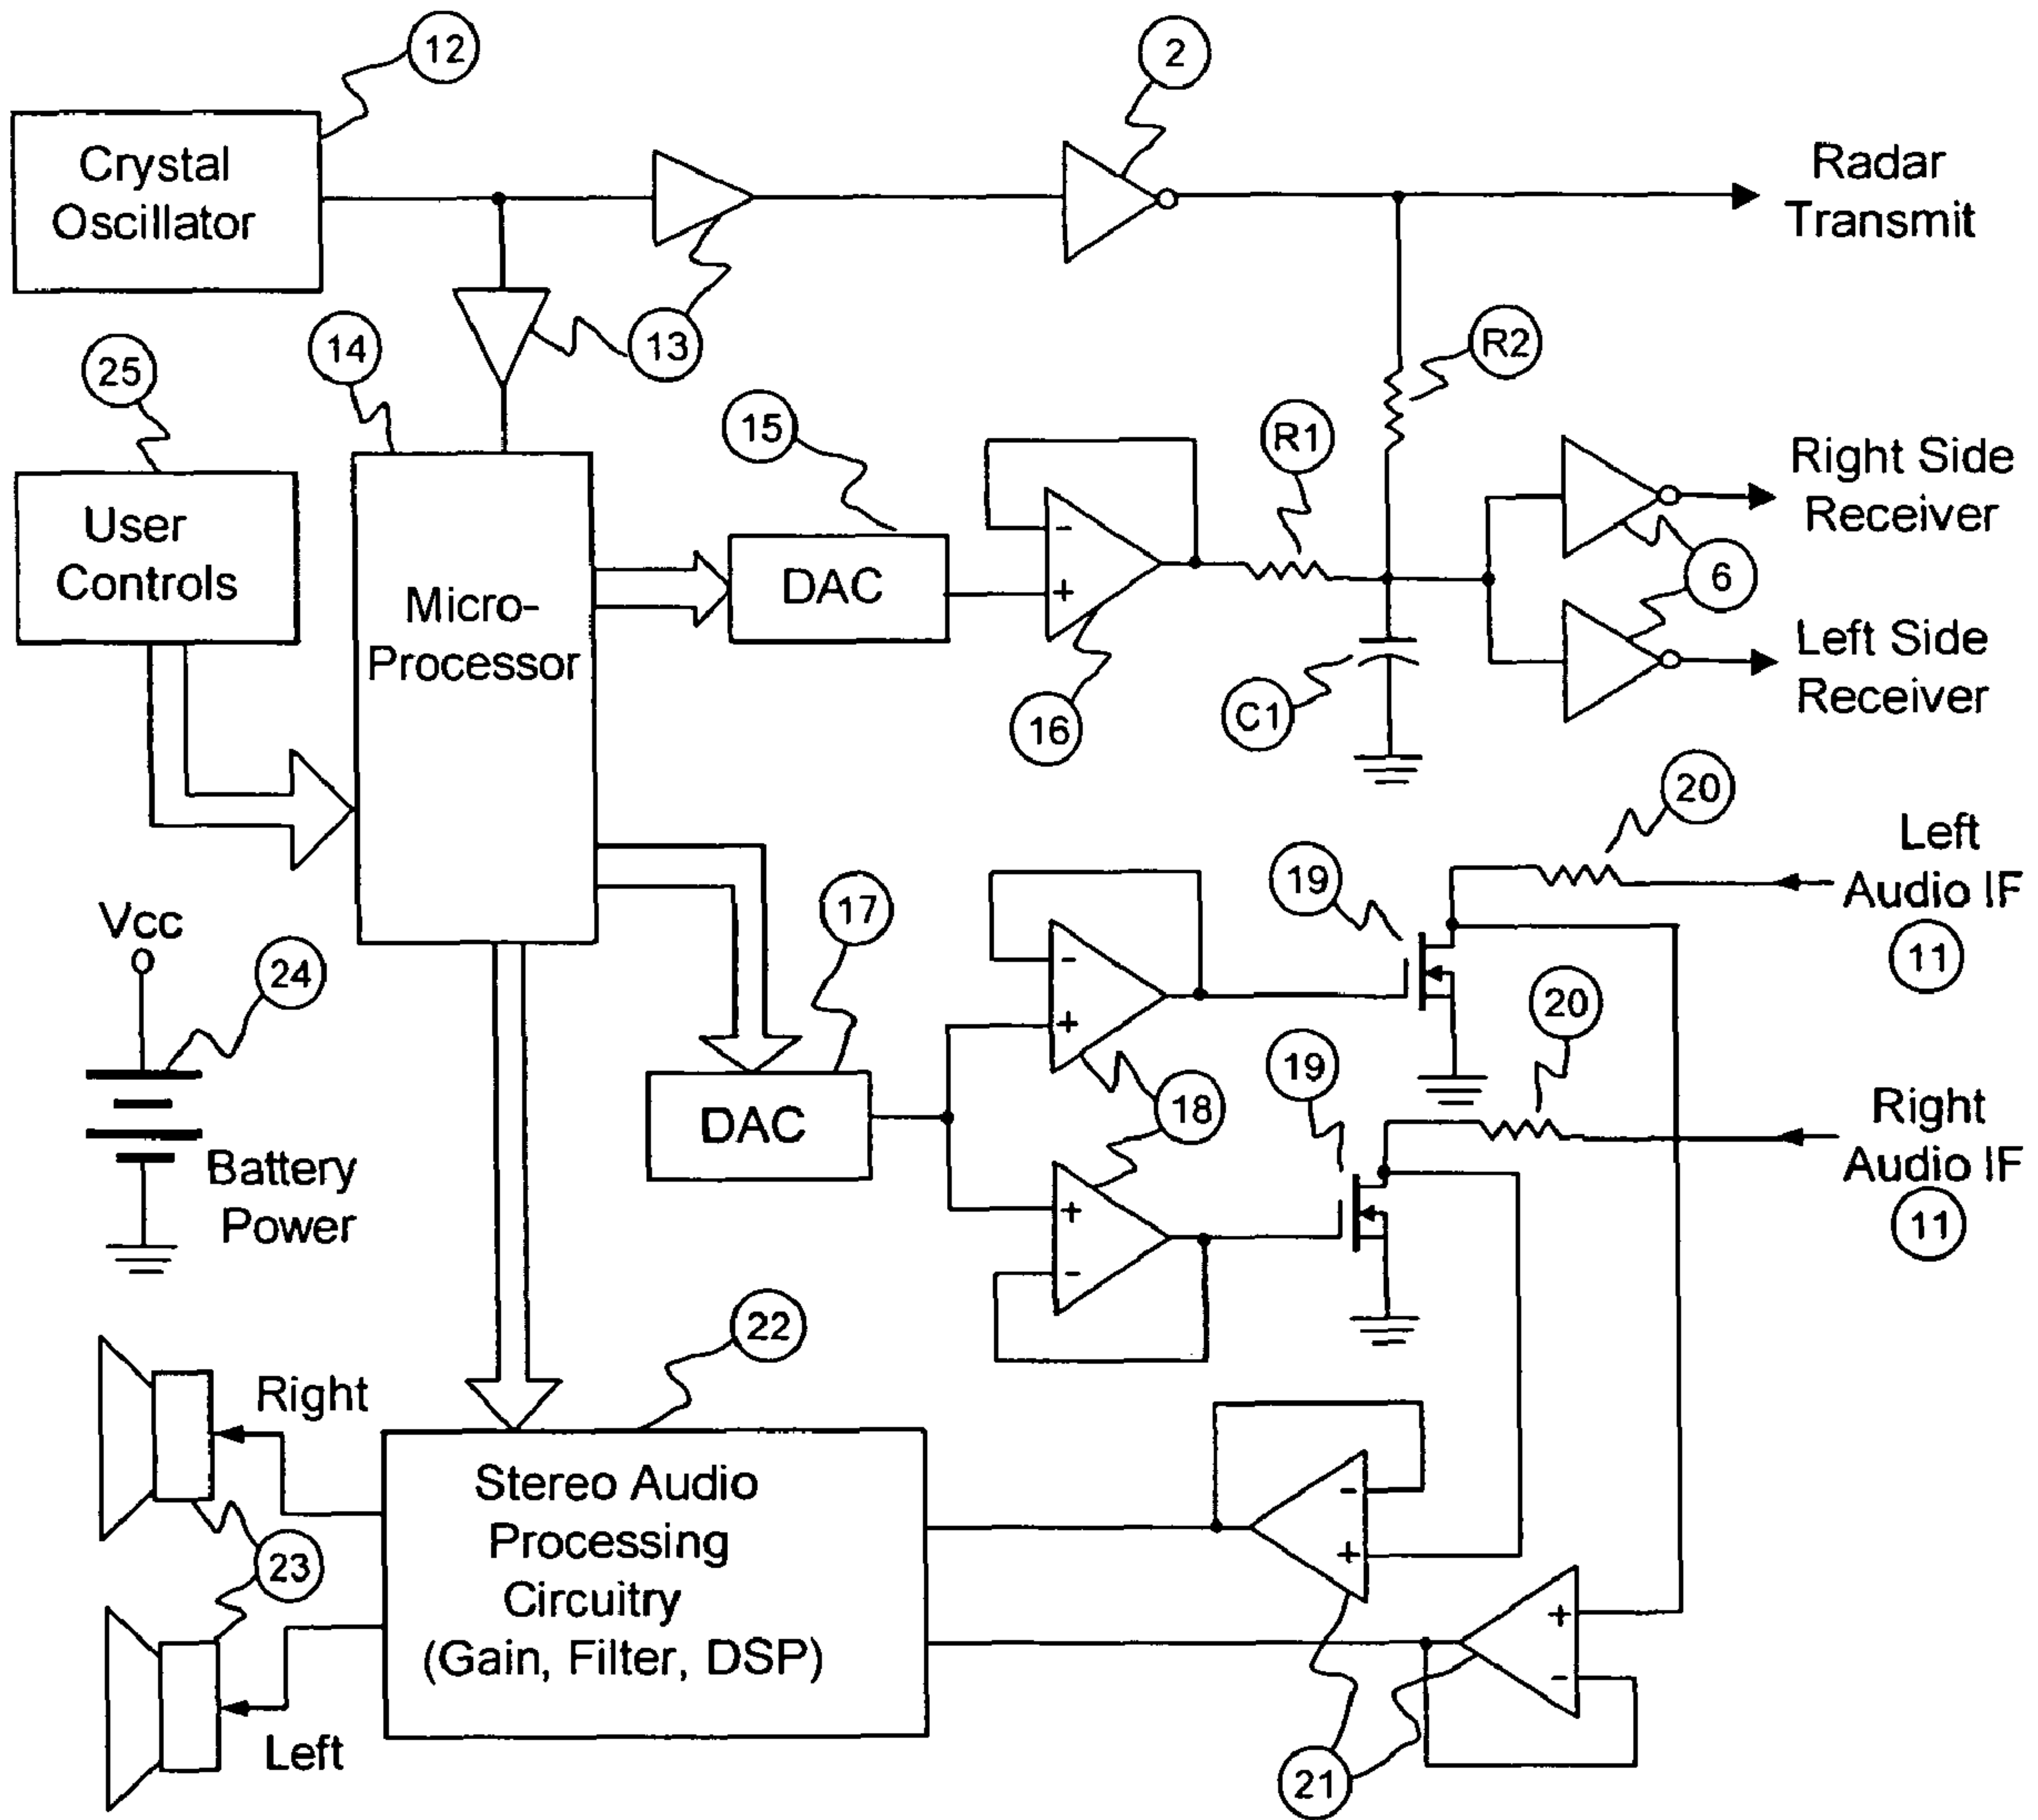 12
2
Crystal
Oscillator
Radar
Transmit
13
14
25
R2
15
R1
User
Controls
Micro-
Processor
DAC
-
+
16
C1
6
Right Side
Receiver
Left Side
Receiver
20
Left
Audio IF
11
19
17
Vcc
24
Battery
Power
-
+
18
DAC
+
-
19
20
Right
Audio IF
11
22
Right
23
Left
Stereo Audio
Processing
Circuitry
(Gain, Filter, DSP)
-
+
+
-
21